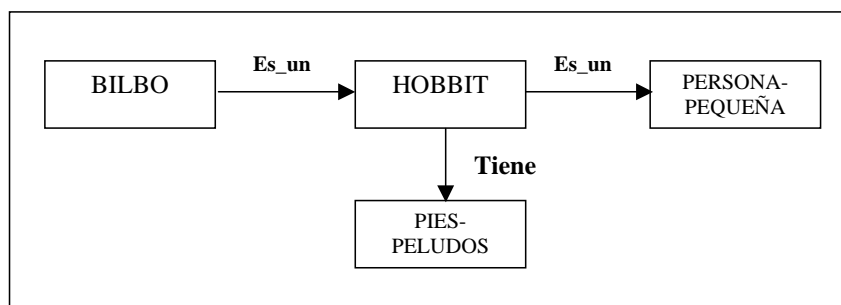 Es_un
Es_un
BILBO
HOBBIT
PERSONA-
PEQUEÑA
Tiene
PIES-
PELUDOS